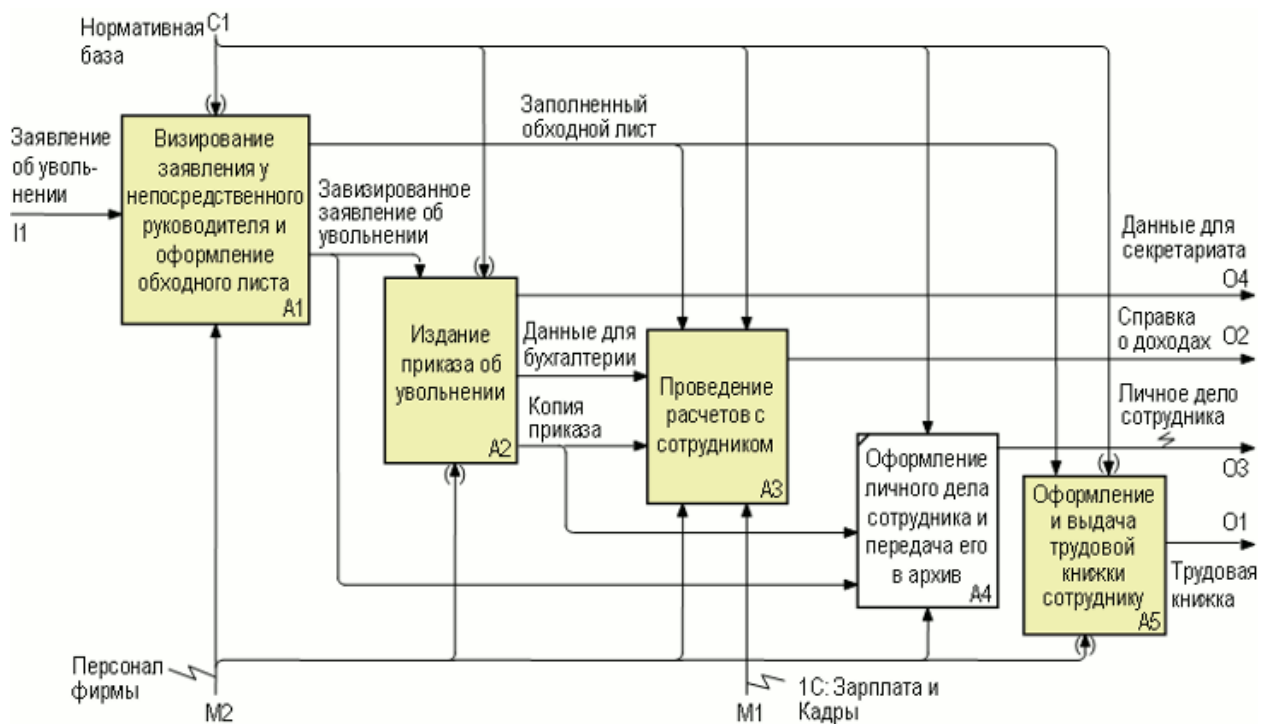 Нормативная
база
C1
Заявление
об уволь-
нении
I1
Визирование
заявления у
непосредственного
руководителя и
оформление
обходного листа
A1
Заполненный
обходной лист
Завизированное
заявление об
увольнении
Издание
приказа об
увольнении
A2
Данные для
бухгалтерии
Копия
приказа
Проведение
расчетов с
сотрудником
A3
Оформление
личного дела
сотрудника и
передача его
в архив
A4
Оформление
и выдача
трудовой
книжки
сотруднику
A5
Данные для
секретариата
O4
Справка
о доходах
O2
Личное дело
сотрудника
O3
O1
Трудовая
книжка
Персонал
фирмы
M2
M1
1С: Зарплата и
Кадры